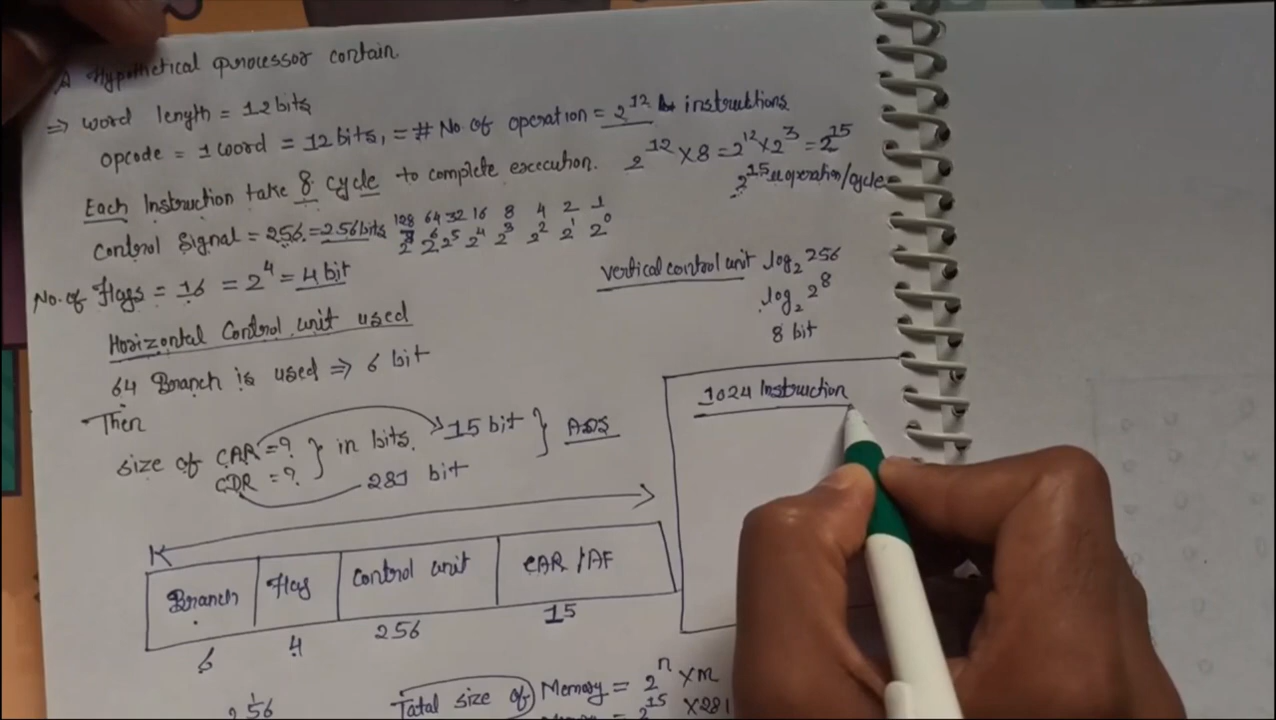 A Hypothetical processor contain
⇒ word length = 12 bits
opcode = 1 word = 12 bits, = # No. of operation = 2^12 instructions
Each Instruction take 8 cycle to complete execution. 2^12 × 8 = 2^12 × 2^3 = 2^15
2^15 μoperation/cycle
128 64 32 16 8 4 2 1
Control Signal = 256 = 256 bits 2^7 2^6 2^5 2^4 2^3 2^2 2^1 2^0
No. of Flags = 16 = 2^4 = 4 bit
Vertical control unit log₂ 256
log₂ 2^8
8 bit
Horizontal Control unit used
64 Branch is used ⇒ 6 bit
Then
size of CAR = ? } in bits. 15 bit } Ans
CDR = ? 281 bit
1024 Instruction
Branch Flag Control unit CAR / AF
6 4 256 15
256
Total size of Memory = 2^n × m
2^15 × 281